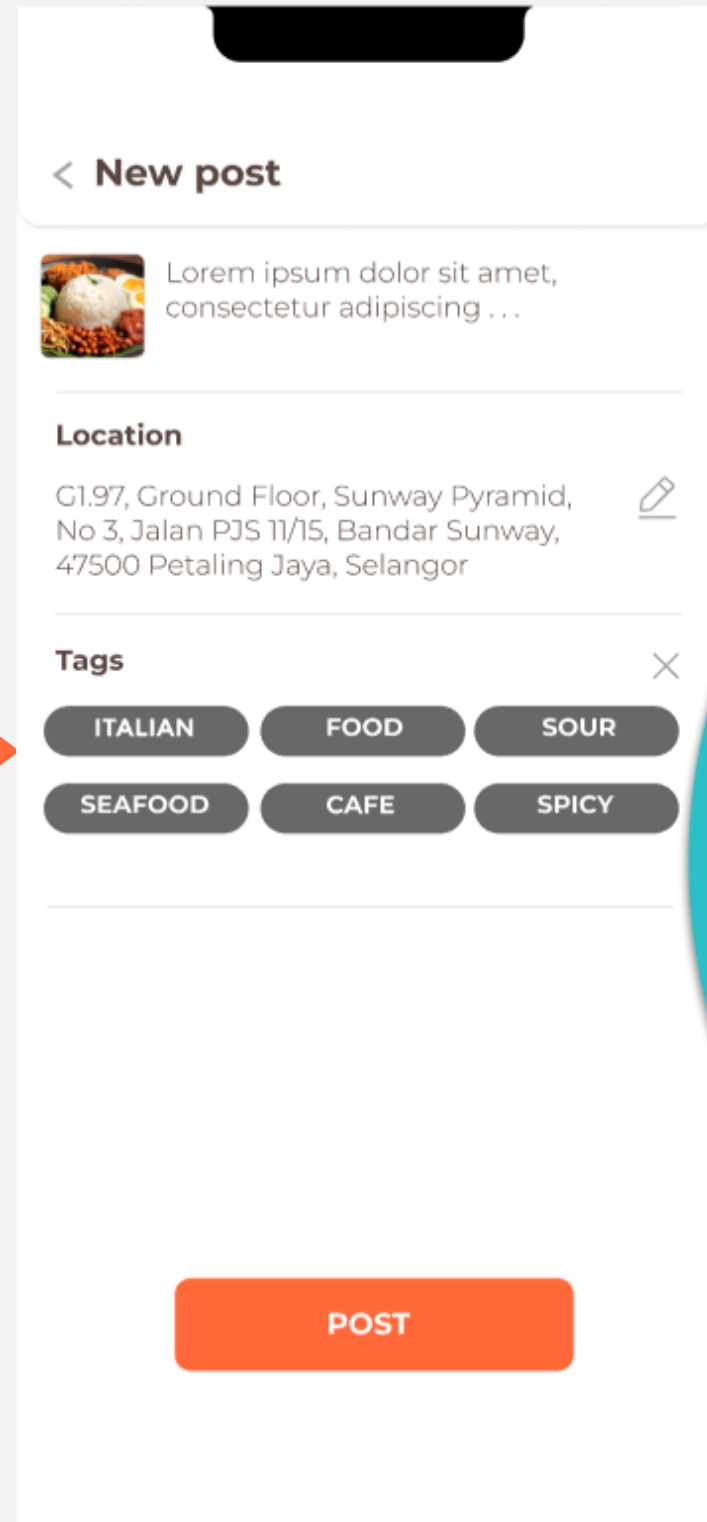 New post
Lorem ipsum dolor sit amet,
consectetur adipiscing . . .
Location
G1.97, Ground Floor, Sunway Pyramid,
No 3, Jalan PJS 11/15, Bandar Sunway,
47500 Petaling Jaya, Selangor
Tags
ITALIAN FOOD SOUR
SEAFOOD CAFE SPICY
POST